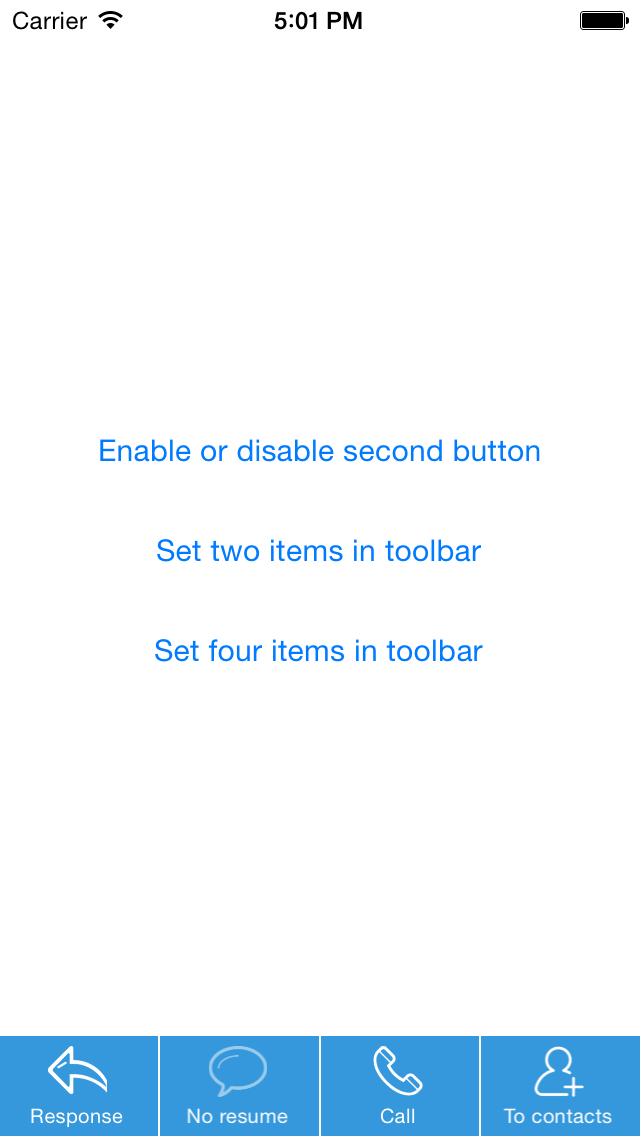 Carrier 5:01 PM
Enable or disable second button
Set two items in toolbar
Set four items in toolbar
Response No resume Call To contacts